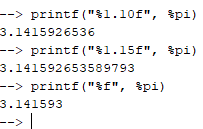 --> printf("%1.10f", %pi)
3.1415926536
--> printf("%1.15f", %pi)
3.141592653589793
--> printf("%f", %pi)
3.141593
-->